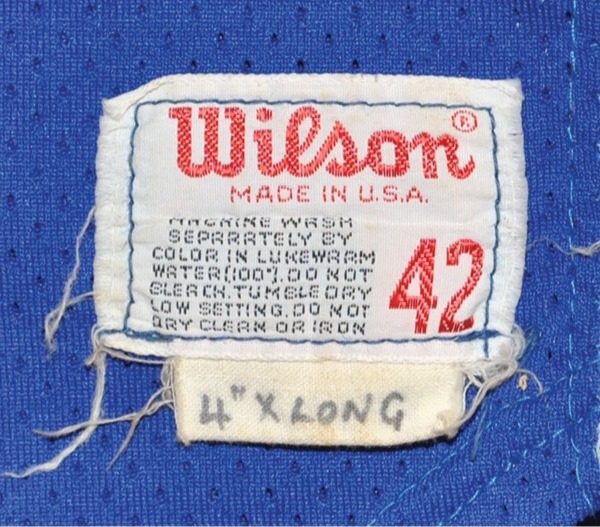 Wilson®
MADE IN U.S.A.
MACHINE WASH
SEPARATELY BY
COLOR IN LUKEWARM
WATER(100°).DO NOT
BLEACH.TUMBLE DRY
LOW SETTING.DO NOT
DRY CLEAN OR IRON
42
4" X LONG